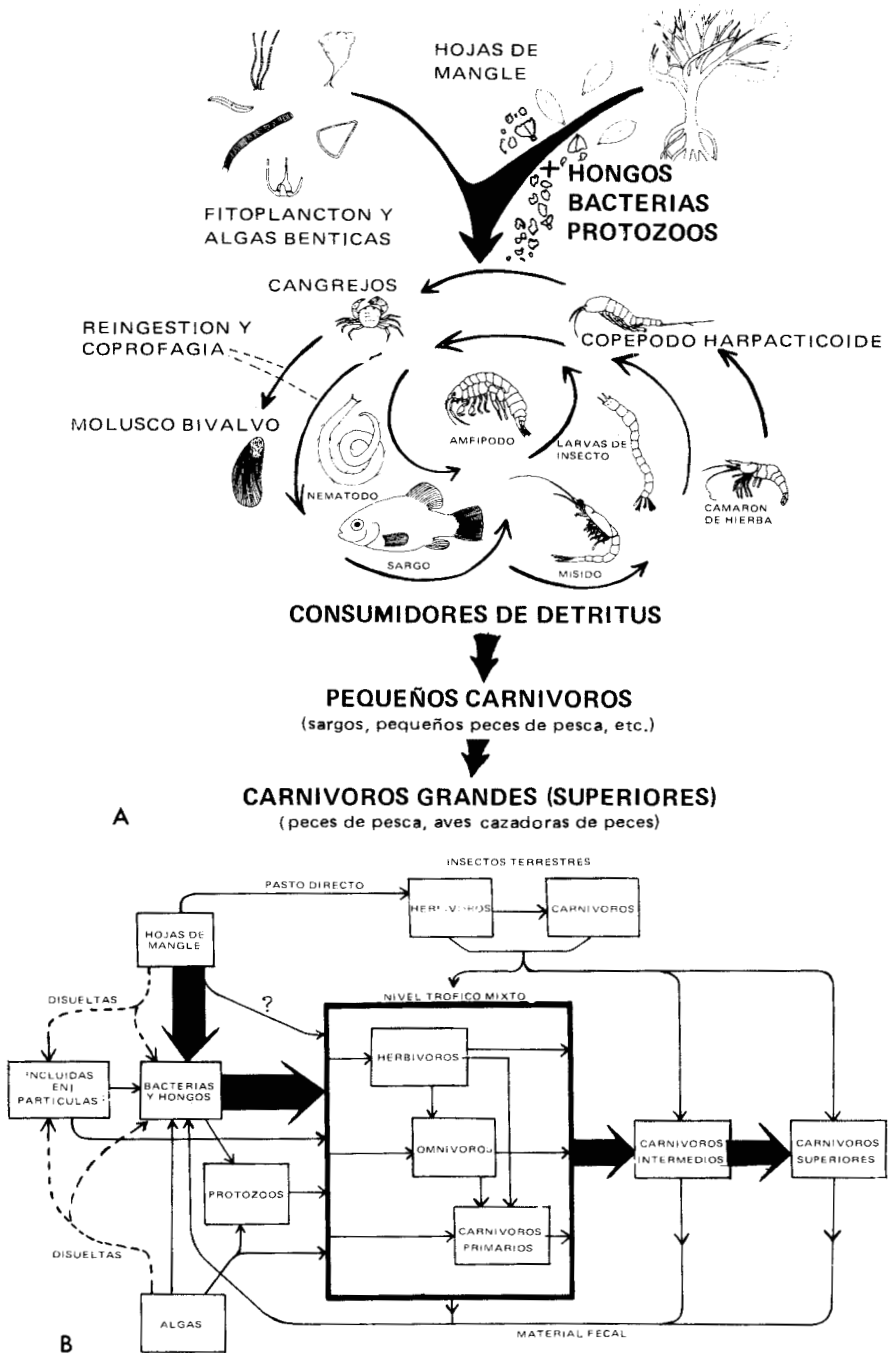 HOJAS DE
MANGLE
+ HONGOS
BACTERIAS
PROTOZOOS
FITOPLANCTON Y
ALGAS BENTICAS
CANGREJOS
REINGESTION Y
COPROFAGIA
COPEPODO HARPACTICOIDE
MOLUSCO BIVALVO
AMFIPODO
LARVAS DE
INSECTO
NEMATODO
CAMARON
DE HIERBA
SARGO
MISIDO
CONSUMIDORES DE DETRITUS
PEQUEÑOS CARNIVOROS
(sargos, pequeños peces de pesca, etc.)
CARNIVOROS GRANDES (SUPERIORES)
(peces de pesca, aves cazadoras de peces)
A
INSECTOS TERRESTRES
PASTO DIRECTO
HERBIVOROS
CARNIVOROS
HOJAS DE
MANGLE
DISUELTAS
?
NIVEL TROFICO MIXTO
INCLUIDAS
EN
PARTICULAS
BACTERIAS
Y HONGOS
HERBIVOROS
OMNIVOROS
CARNIVOROS
INTERMEDIOS
CARNIVOROS
SUPERIORES
PROTOZOOS
CARNIVOROS
PRIMARIOS
DISUELTAS
ALGAS
MATERIAL FECAL
B